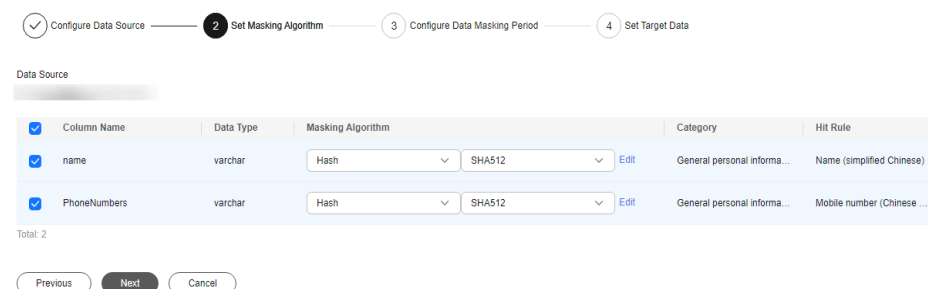 Configure Data Source 2 Set Masking Algorithm 3 Configure Data Masking Period 4 Set Target Data
Data Source
Column Name Data Type Masking Algorithm Category Hit Rule
name varchar Hash SHA512 Edit General personal informa... Name (simplified Chinese)
PhoneNumbers varchar Hash SHA512 Edit General personal informa... Mobile number (Chinese ...
Total: 2
Previous Next Cancel